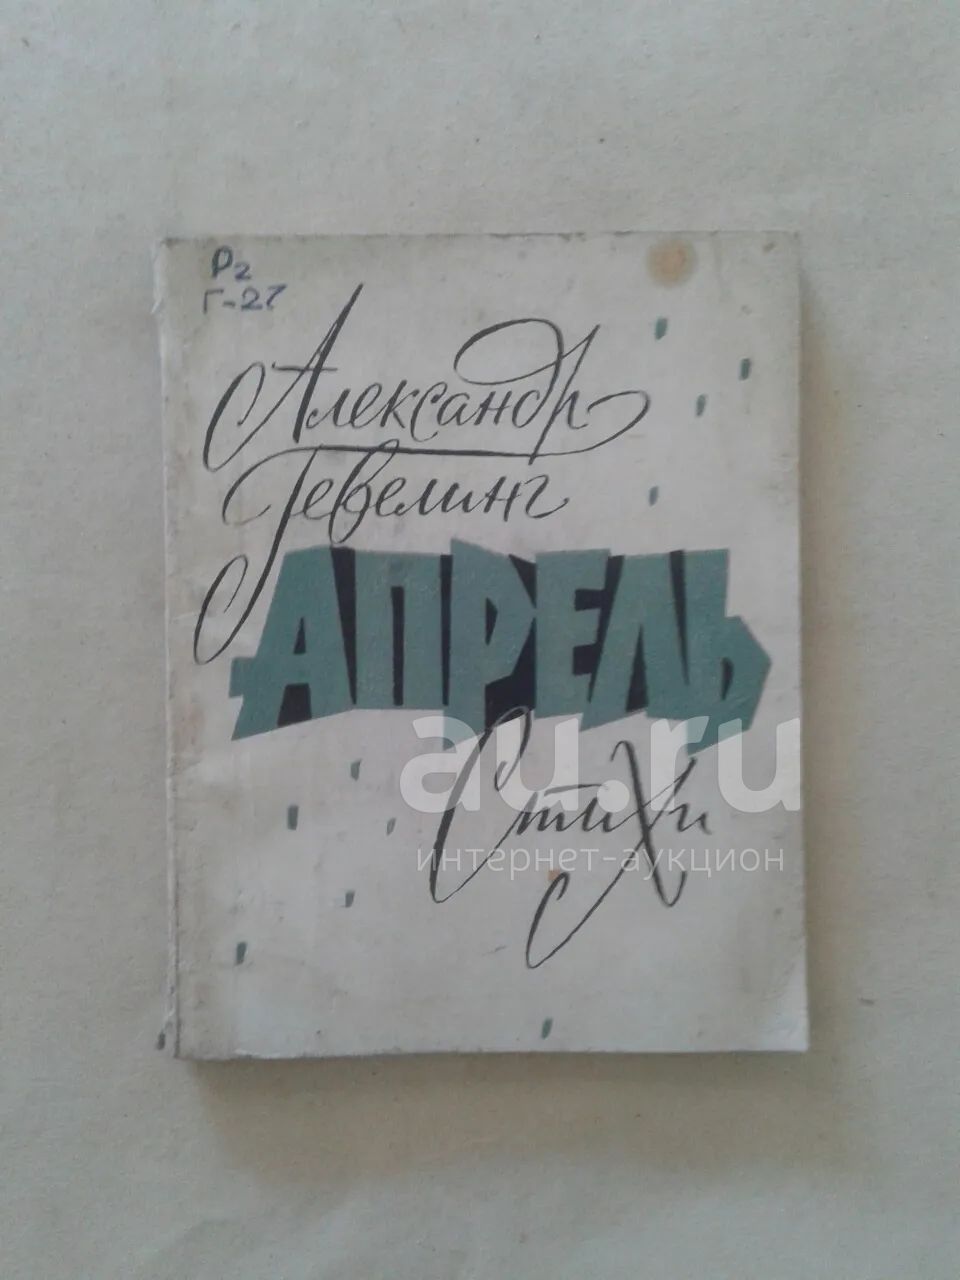 Р2
Г-27
Александр
Гевелинг
АПРЕЛЬ
Стихи
au.ru
интернет-аукцион